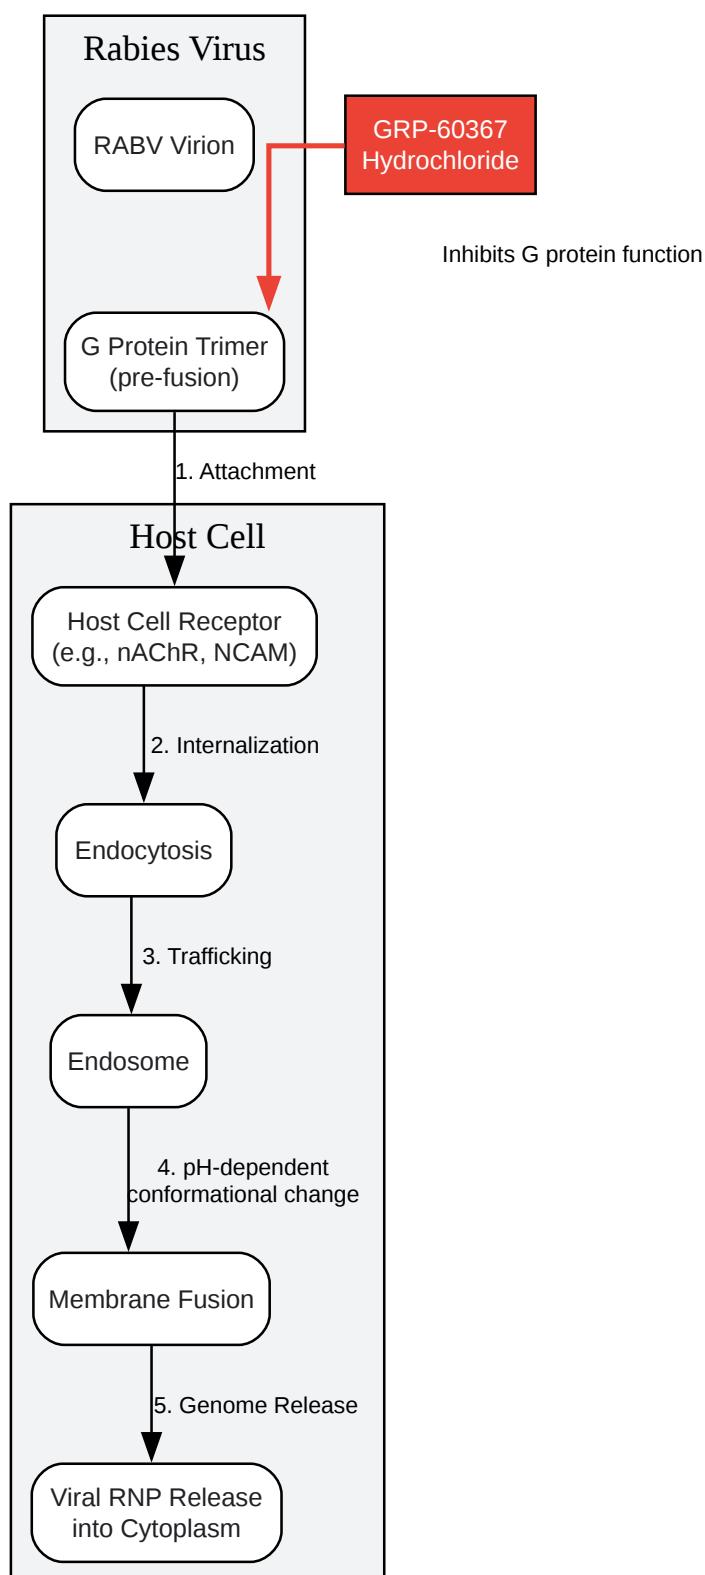 Rabies Virus
RABV Virion
GRP-60367
Hydrochloride
Inhibits G protein function
G Protein Trimer
(pre-fusion)
1. Attachment
Host Cell
Host Cell Receptor
(e.g., nAChR, NCAM)
2. Internalization
Endocytosis
3. Trafficking
Endosome
4. pH-dependent
conformational change
Membrane Fusion
5. Genome Release
Viral RNP Release
into Cytoplasm